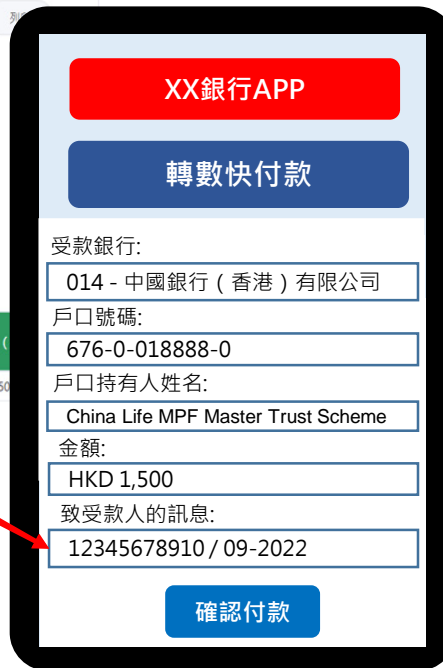 XX銀行APP
轉數快付款
受款銀行:
014 - 中國銀行（香港）有限公司
戶口號碼:
676-0-018888-0
戶口持有人姓名:
China Life MPF Master Trust Scheme
金額:
HKD 1,500
致受款人的訊息:
12345678910 / 09-2022
確認付款